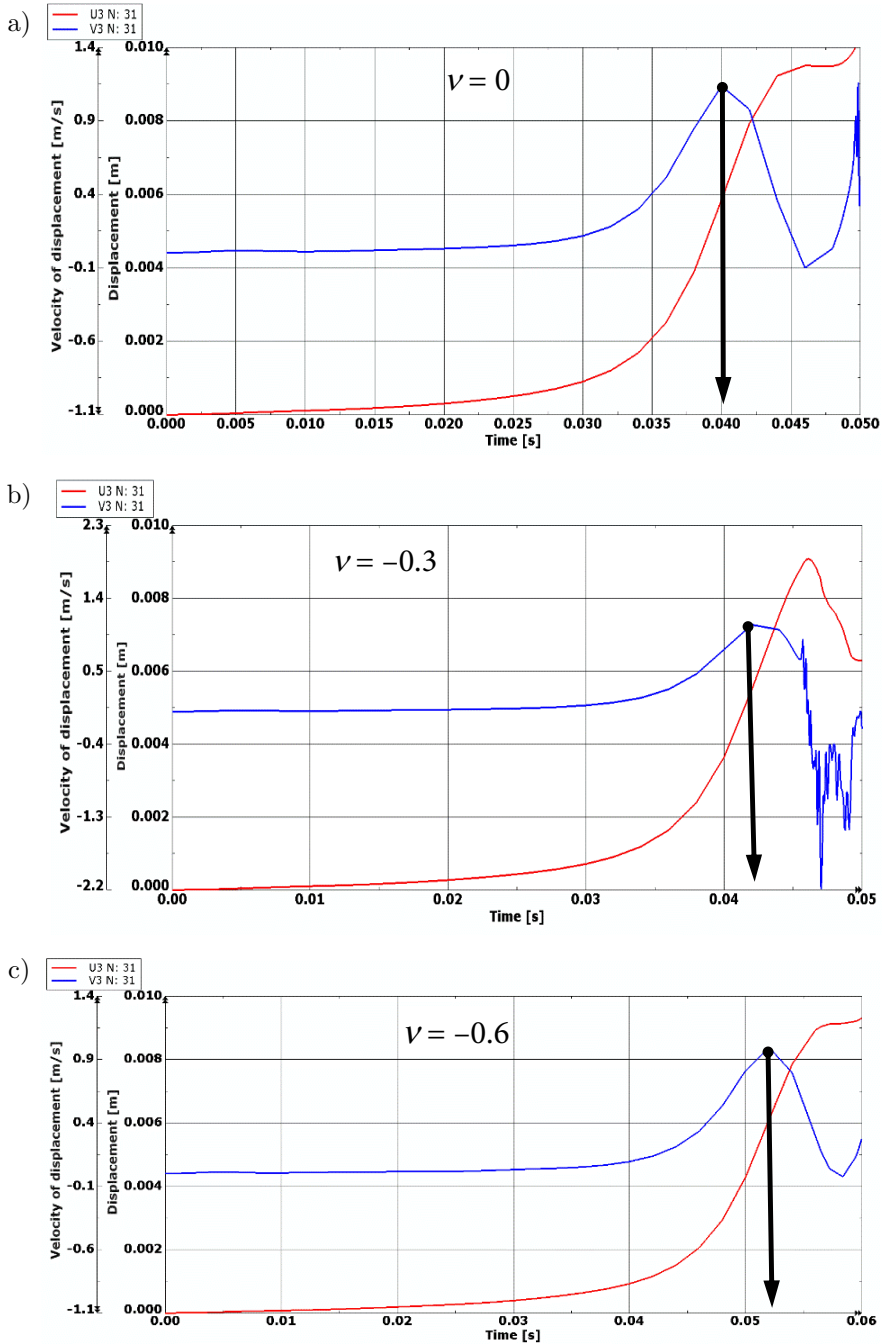 a)
U3 N: 31
V3 N: 31
ν = 0
Velocity of displacement [m/s]
1.4
0.9
0.4
-0.1
-0.6
-1.1
Displacement [m]
0.010
0.008
0.006
0.004
0.002
0.000
0.000 0.005 0.010 0.015 0.020 0.025 0.030 0.035 0.040 0.045 0.050
Time [s]
b)
U3 N: 31
V3 N: 31
ν = –0.3
Velocity of displacement [m/s]
2.3
1.4
0.5
-0.4
-1.3
-2.2
Displacement [m]
0.010
0.008
0.006
0.004
0.002
0.000
0.00 0.01 0.02 0.03 0.04 0.05
Time [s]
c)
U3 N: 31
V3 N: 31
ν = –0.6
Velocity of displacement [m/s]
1.4
0.9
0.4
-0.1
-0.6
-1.1
Displacement [m]
0.010
0.008
0.006
0.004
0.002
0.000
0.00 0.01 0.02 0.03 0.04 0.05 0.06
Time [s]